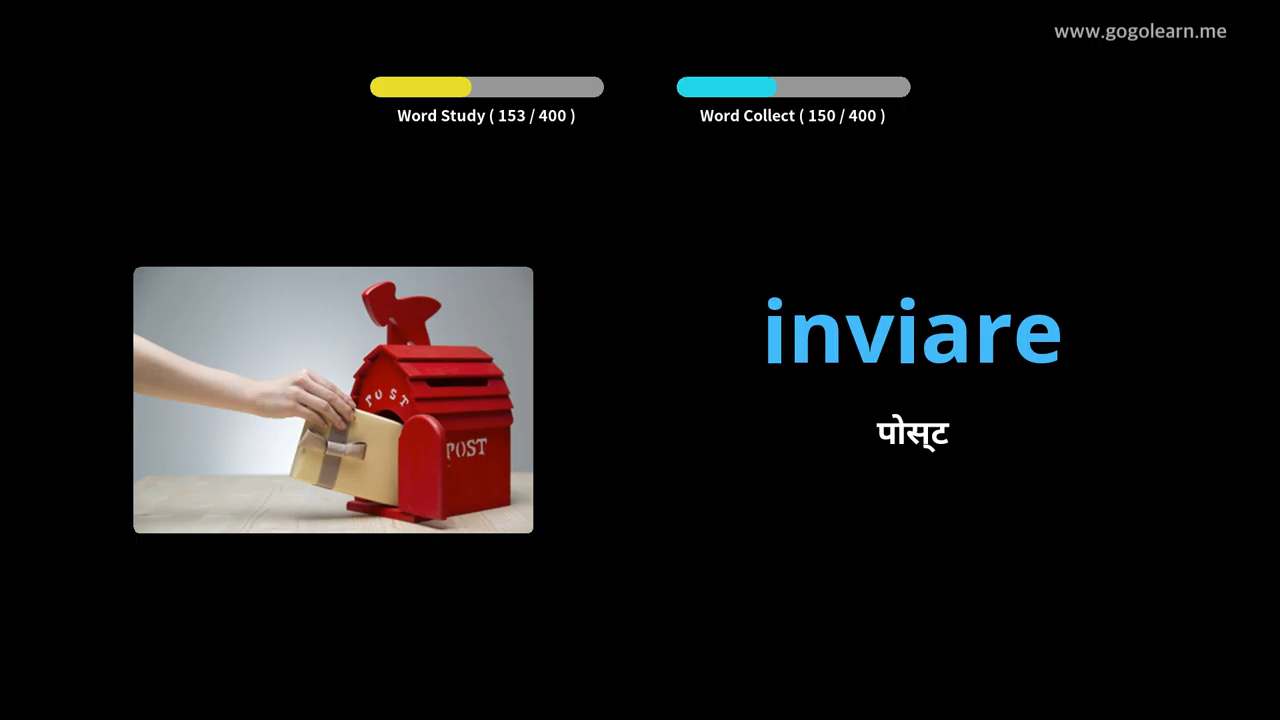 www.gogolearn.me
Word Study ( 153 / 400 )
Word Collect ( 150 / 400 )
inviare
POST
POST
पोस्ट